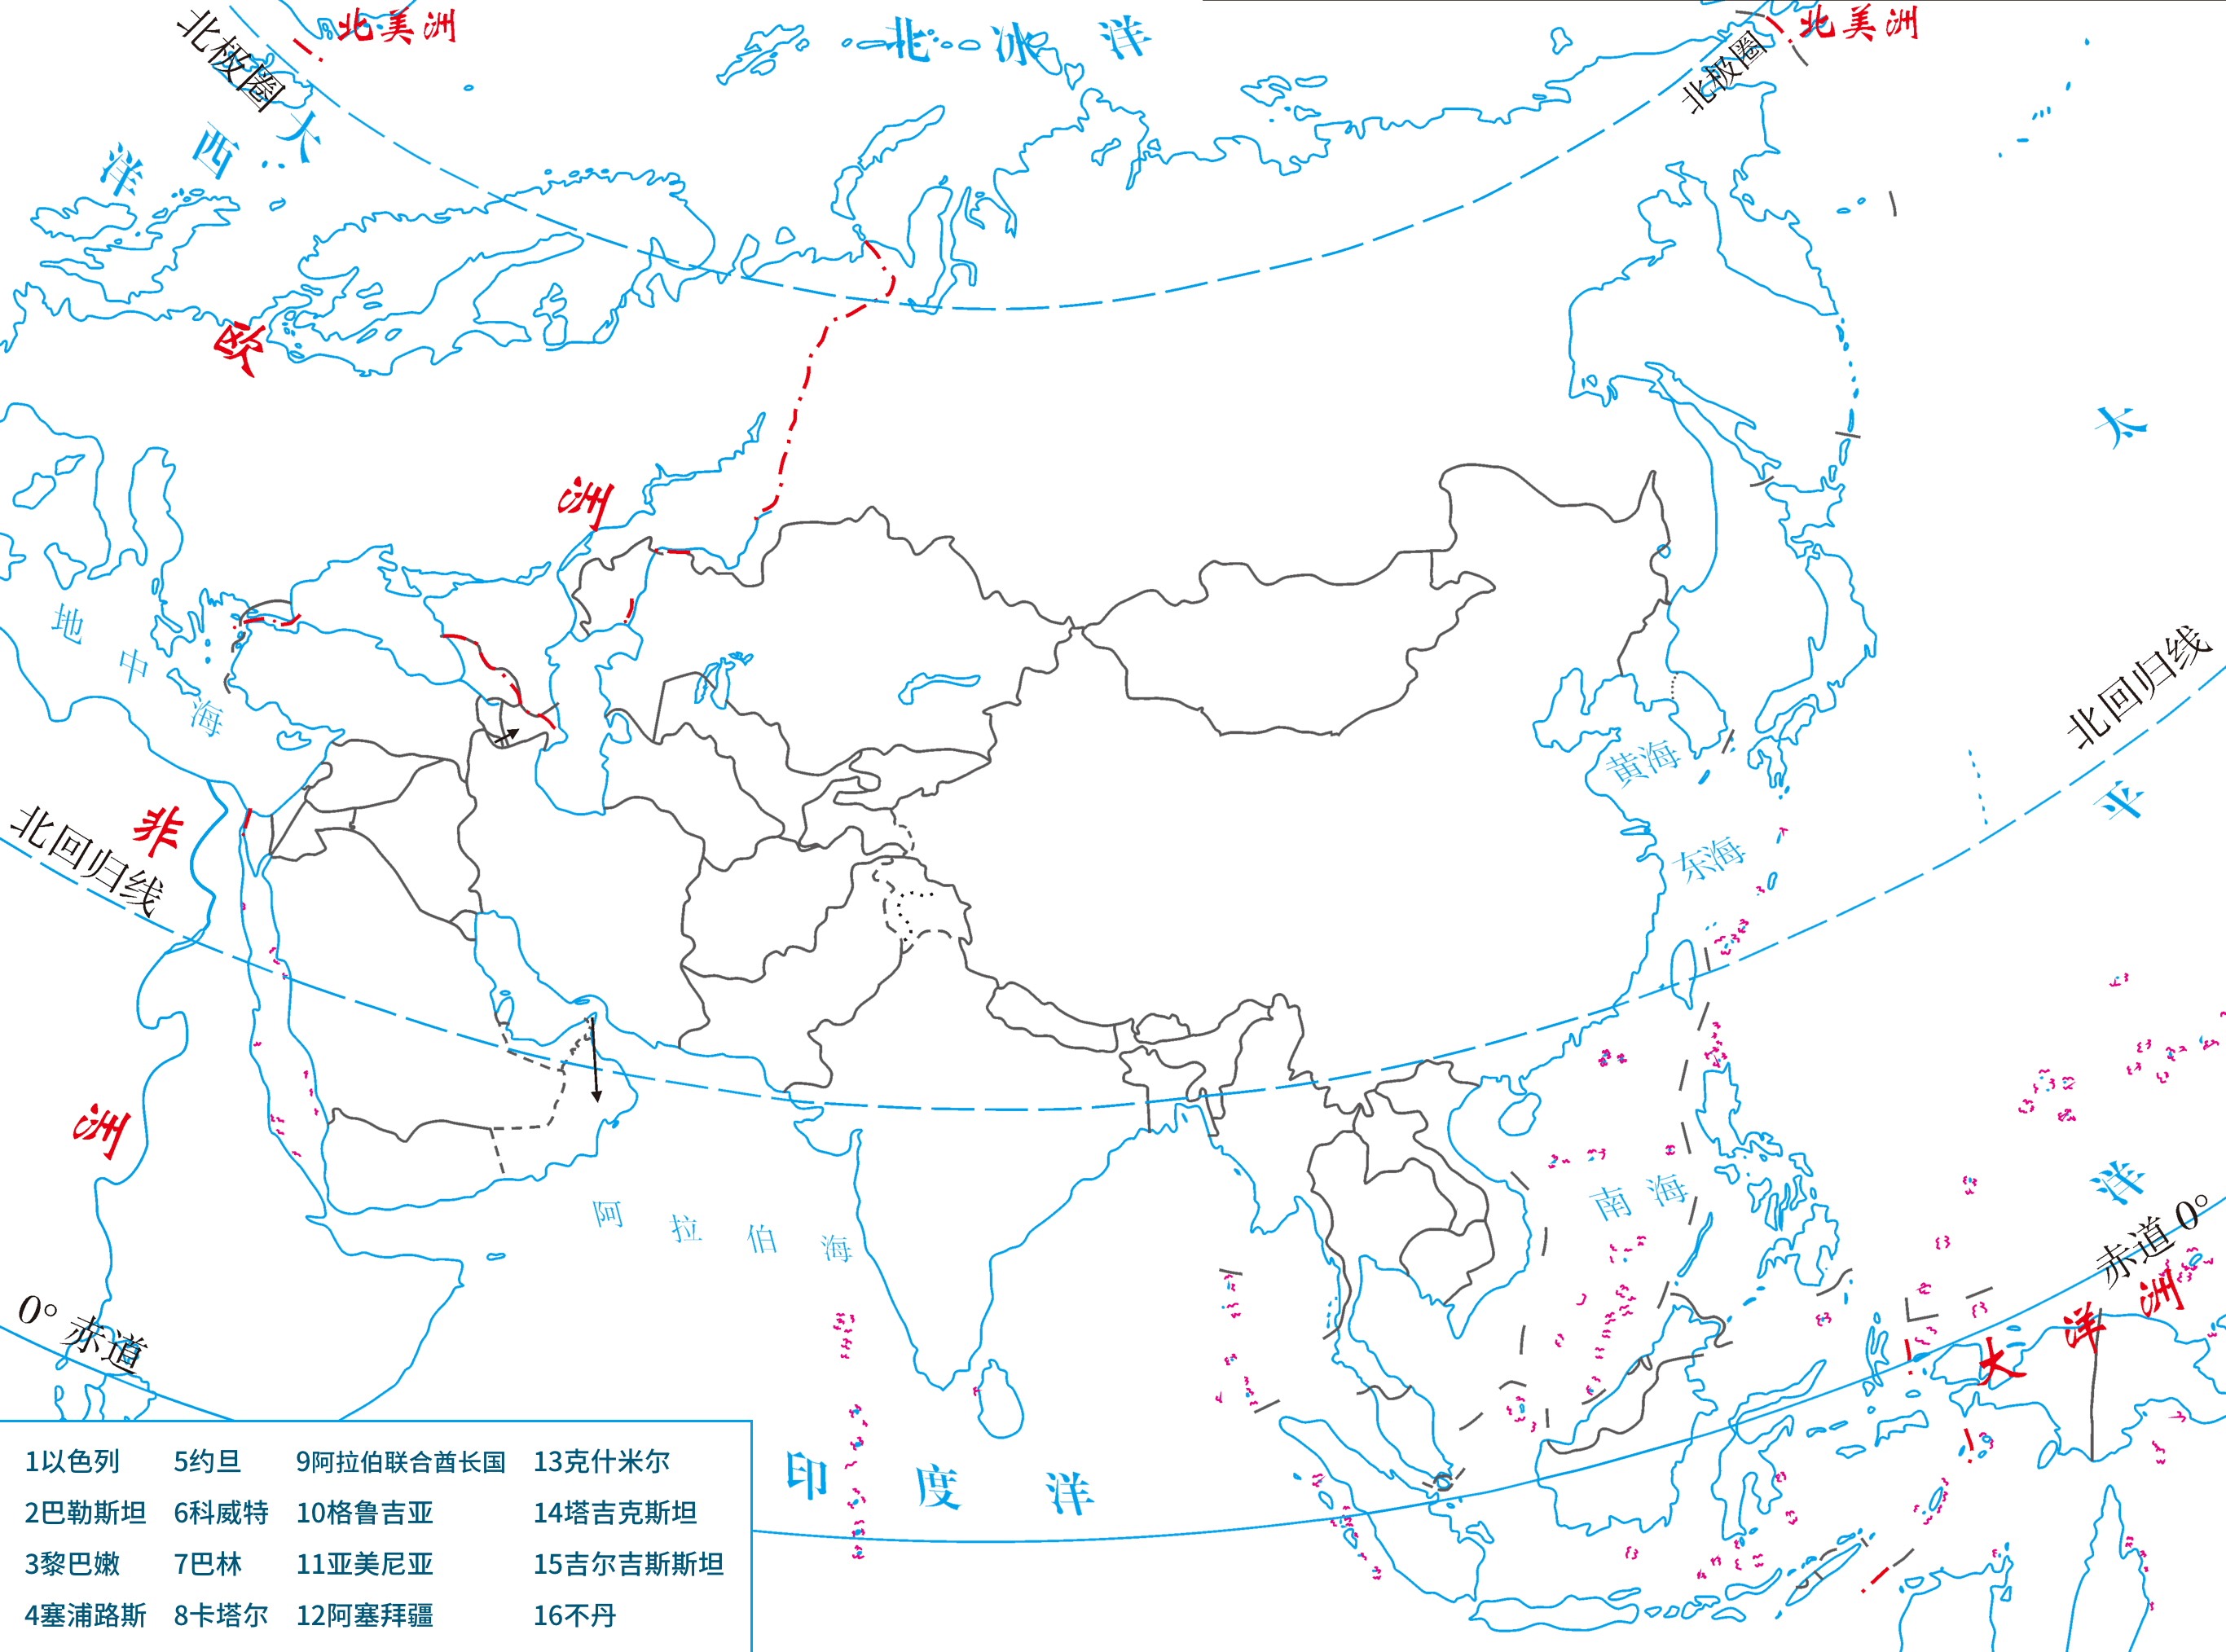 北美洲
北美洲
北冰洋
北极圈
北极圈
大西洋
欧洲
太平洋
地中海
北回归线
黄海
东海
非洲
北回归线
南海
阿拉伯海
赤道 0°
0° 赤道
大洋洲
印度洋
1以色列 5约旦 9阿拉伯联合酋长国 13克什米尔
2巴勒斯坦 6科威特 10格鲁吉亚 14塔吉克斯坦
3黎巴嫩 7巴林 11亚美尼亚 15吉尔吉斯斯坦
4塞浦路斯 8卡塔尔 12阿塞拜疆 16不丹